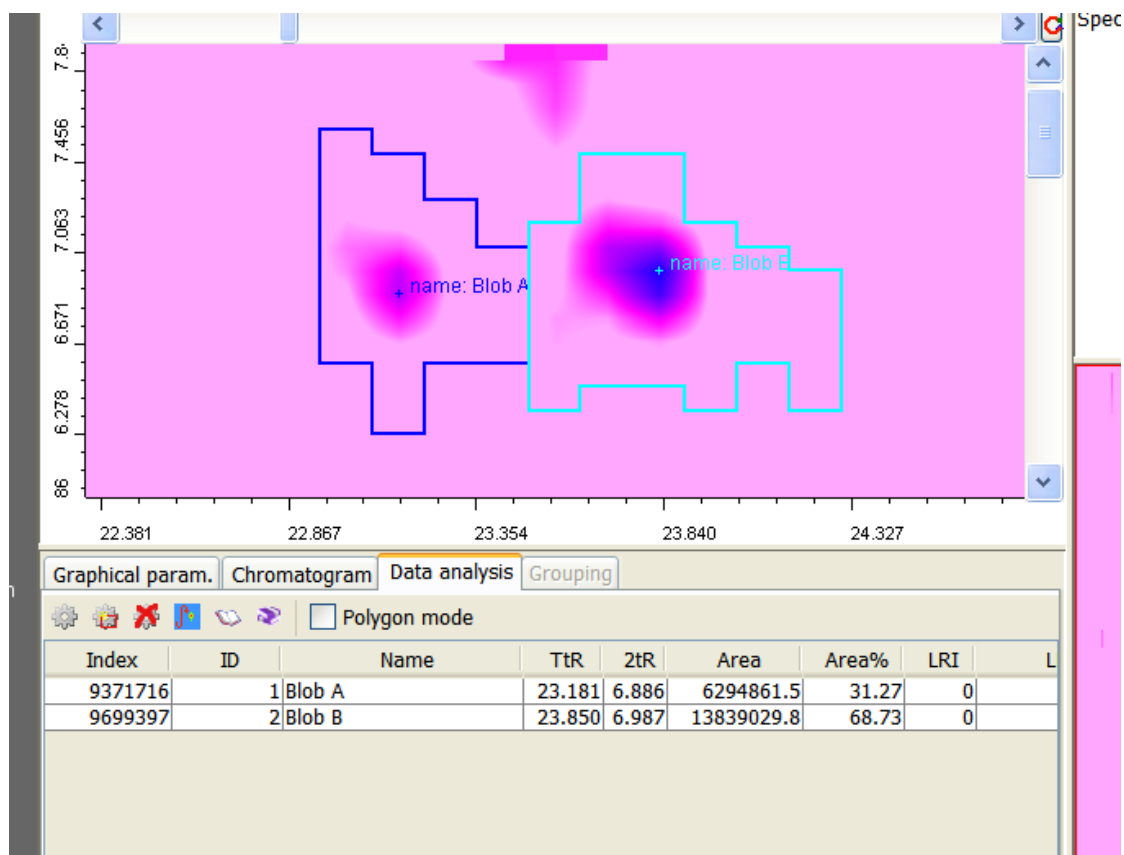 Spec
7.8
7.456
name: Blob B
7.063
name: Blob A
6.671
6.278
86
22.381 22.867 23.354 23.840 24.327
Graphical param. Chromatogram Data analysis Grouping
n
Polygon mode
Index ID Name TtR 2tR Area Area% LRI L
9371716 1 Blob A 23.181 6.886 6294861.5 31.27 0
9699397 2 Blob B 23.850 6.987 13839029.8 68.73 0